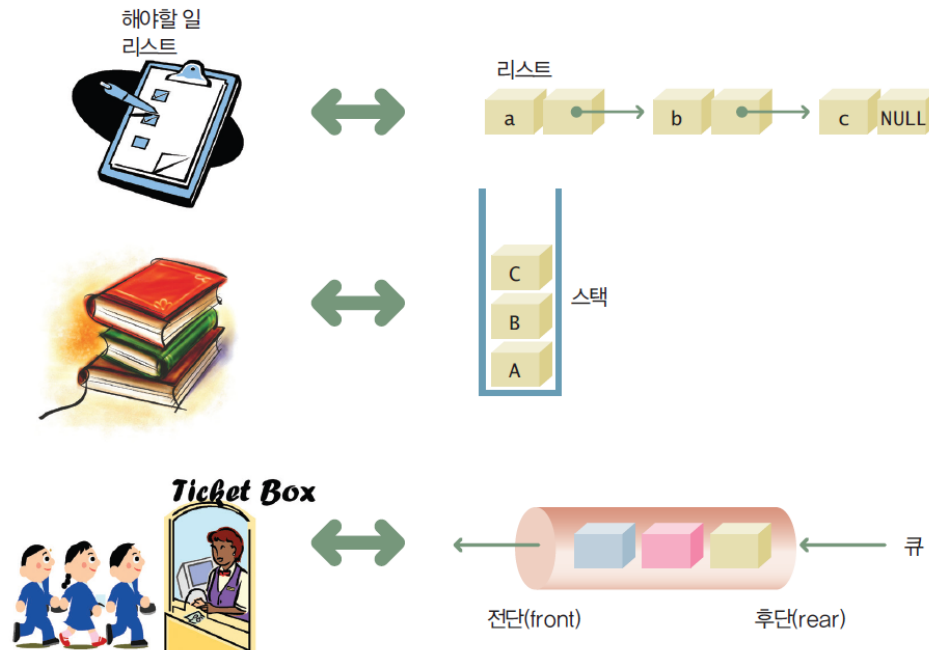 해야할 일
리스트
리스트
a
b
c
NULL
C
B
A
스택
Ticket Box
큐
전단(front)
후단(rear)